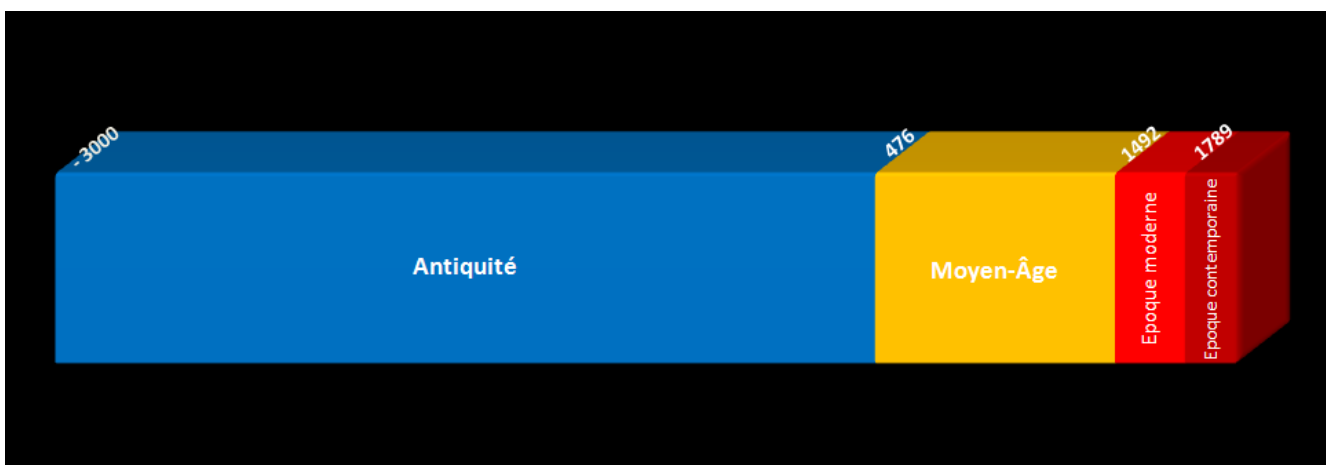 - 3000
476
1492
1789
Antiquité
Moyen-Âge
Epoque moderne
Epoque contemporaine